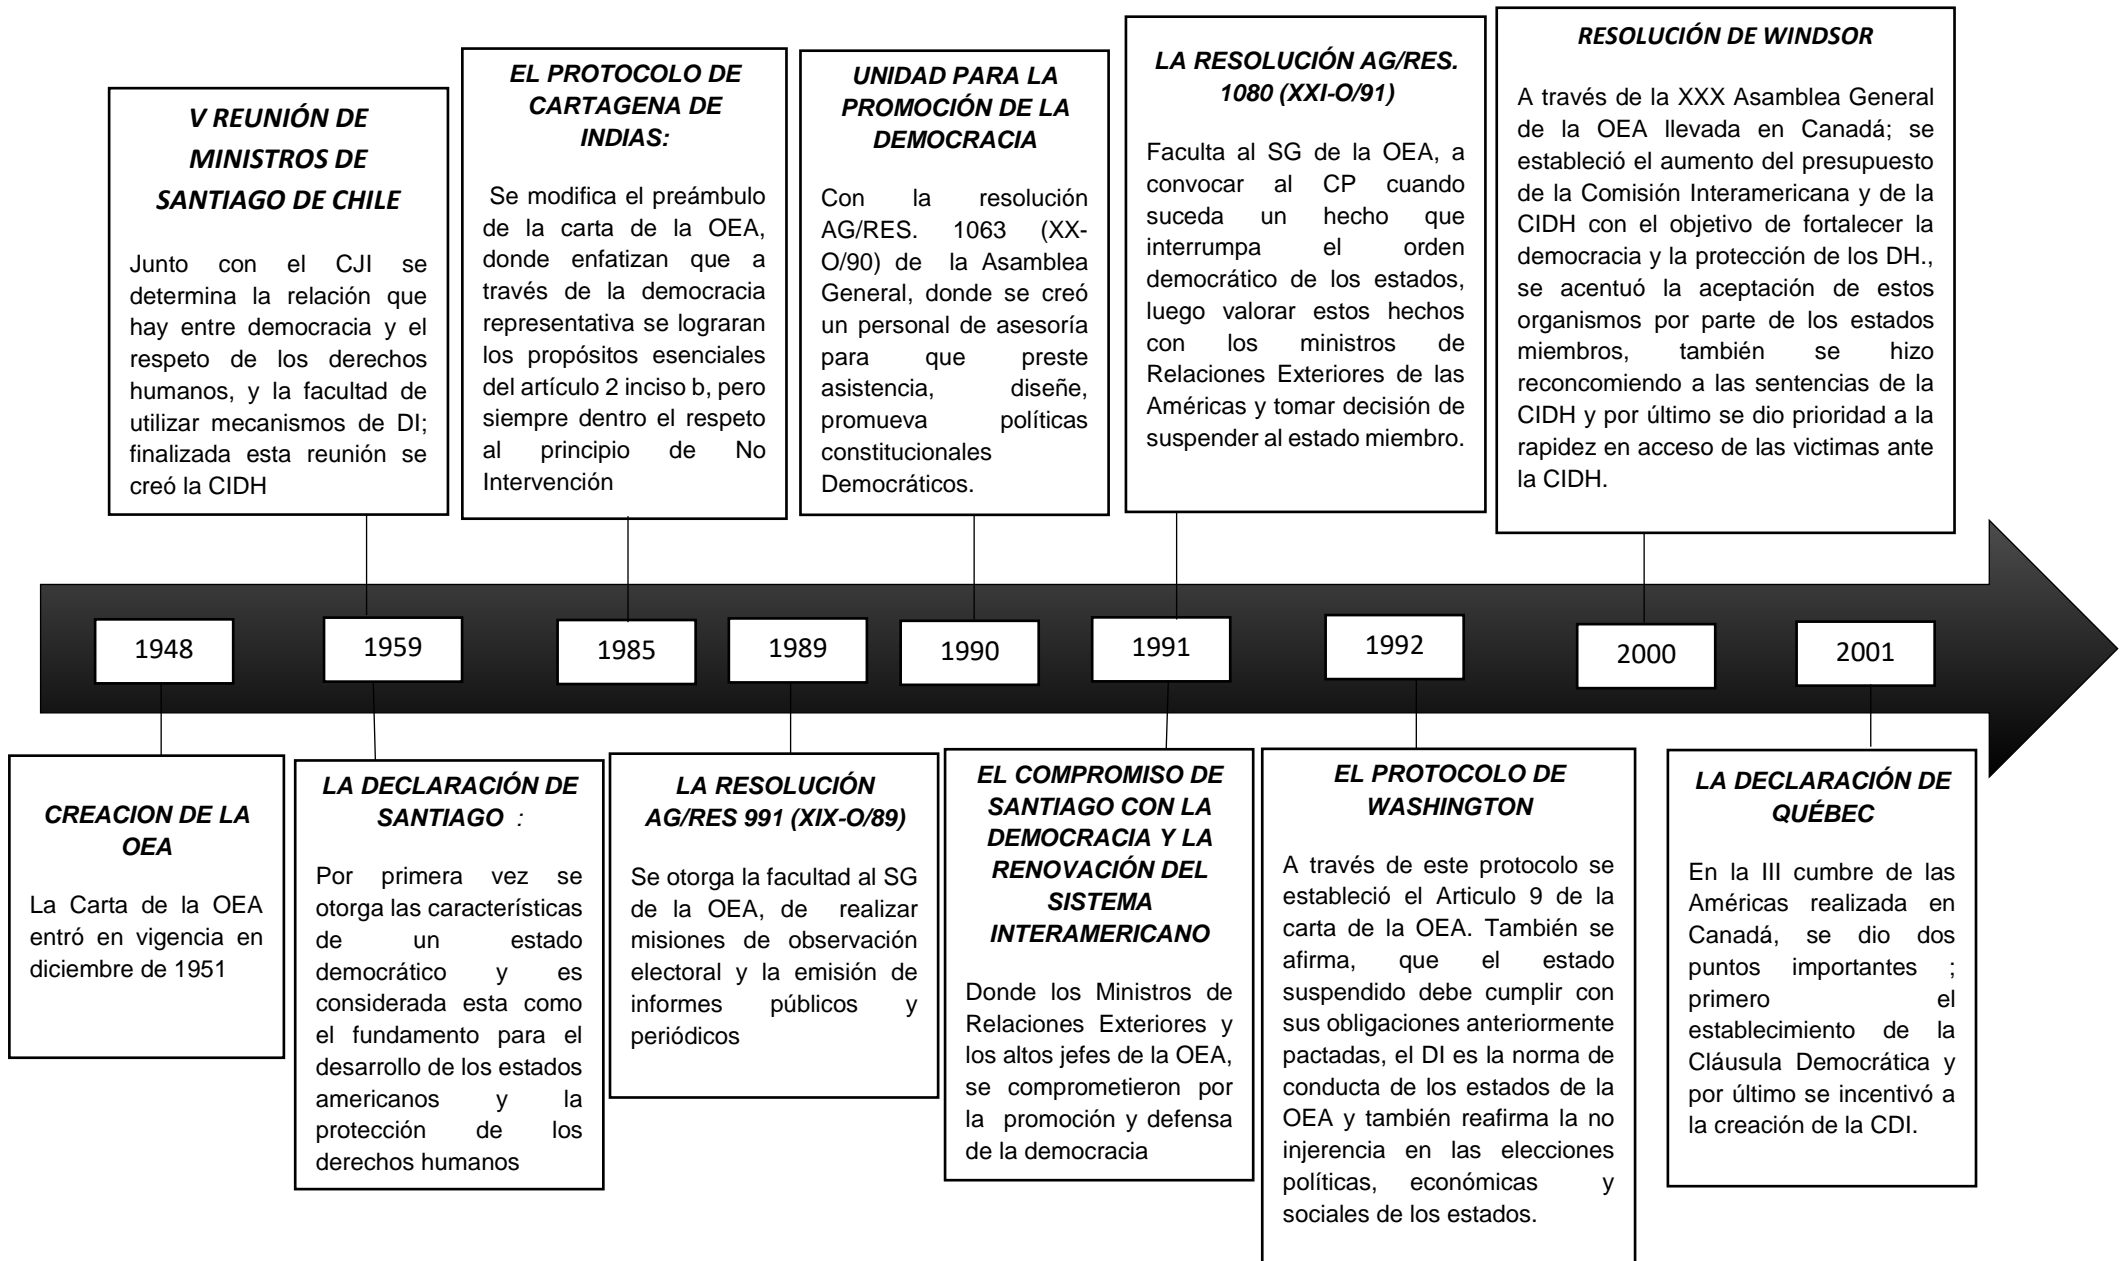 V REUNIÓN DE
MINISTROS DE
SANTIAGO DE CHILE
Junto con el CJI se
determina la relación que
hay entre democracia y el
respeto de los derechos
humanos, y la facultad de
utilizar mecanismos de DI;
finalizada esta reunión se
creó la CIDH
EL PROTOCOLO DE
CARTAGENA DE
INDIAS:
Se modifica el preámbulo
de la carta de la OEA,
donde enfatizan que a
través de la democracia
representativa se lograran
los propósitos esenciales
del artículo 2 inciso b, pero
siempre dentro el respeto
al principio de No
Intervención
UNIDAD PARA LA
PROMOCIÓN DE LA
DEMOCRACIA
Con la resolución
AG/RES. 1063 (XX-
O/90) de la Asamblea
General, donde se creó
un personal de asesoría
para que preste
asistencia, diseñe,
promueva políticas
constitucionales
Democráticos.
LA RESOLUCIÓN AG/RES.
1080 (XXI-O/91)
Faculta al SG de la OEA, a
convocar al CP cuando
suceda un hecho que
interrumpa el orden
democrático de los estados,
luego valorar estos hechos
con los ministros de
Relaciones Exteriores de las
Américas y tomar decisión de
suspender al estado miembro.
RESOLUCIÓN DE WINDSOR
A través de la XXX Asamblea General
de la OEA llevada en Canadá; se
estableció el aumento del presupuesto
de la Comisión Interamericana y de la
CIDH con el objetivo de fortalecer la
democracia y la protección de los DH.,
se acentuó la aceptación de estos
organismos por parte de los estados
miembros, también se hizo
reconcomiendo a las sentencias de la
CIDH y por último se dio prioridad a la
rapidez en acceso de las victimas ante
la CIDH.
1948
1959
1985
1989
1990
1991
1992
2000
2001
CREACION DE LA
OEA
La Carta de la OEA
entró en vigencia en
diciembre de 1951
LA DECLARACIÓN DE
SANTIAGO :
Por primera vez se
otorga las características
de un estado
democrático y es
considerada esta como
el fundamento para el
desarrollo de los estados
americanos y la
protección de los
derechos humanos
LA RESOLUCIÓN
AG/RES 991 (XIX-O/89)
Se otorga la facultad al SG
de la OEA, de realizar
misiones de observación
electoral y la emisión de
informes públicos y
periódicos
EL COMPROMISO DE
SANTIAGO CON LA
DEMOCRACIA Y LA
RENOVACIÓN DEL
SISTEMA
INTERAMERICANO
Donde los Ministros de
Relaciones Exteriores y
los altos jefes de la OEA,
se comprometieron por
la promoción y defensa
de la democracia
EL PROTOCOLO DE
WASHINGTON
A través de este protocolo se
estableció el Articulo 9 de la
carta de la OEA. También se
afirma, que el estado
suspendido debe cumplir con
sus obligaciones anteriormente
pactadas, el DI es la norma de
conducta de los estados de la
OEA y también reafirma la no
injerencia en las elecciones
políticas, económicas y
sociales de los estados.
LA DECLARACIÓN DE
QUÉBEC
En la III cumbre de las
Américas realizada en
Canadá, se dio dos
puntos importantes ;
primero el
establecimiento de la
Cláusula Democrática y
por último se incentivó a
la creación de la CDI.